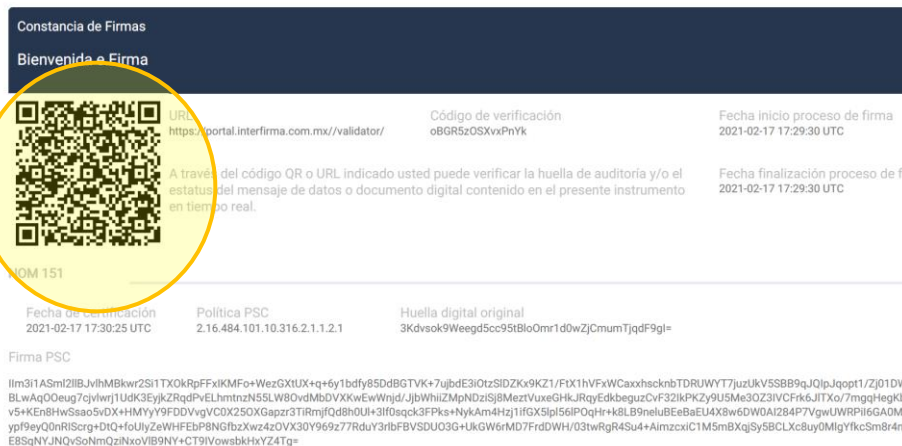 Constancia de Firmas
Bienvenida e Firma
URL
https://portal.interfirma.com.mx//validator/
Código de verificación
oBGR5zOSXvxPnYk
Fecha inicio proceso de firma
2021-02-17 17:29:30 UTC
A través del código QR o URL indicado usted puede verificar la huella de auditoría y/o el
estatus del mensaje de datos o documento digital contenido en el presente instrumento
en tiempo real.
Fecha finalización proceso de f
2021-02-17 17:29:30 UTC
NOM 151
Fecha de certificación
2021-02-17 17:30:25 UTC
Política PSC
2.16.484.101.10.316.2.1.1.2.1
Huella digital original
3Kdvsok9Weegd5cc95tBloOmr1d0wZjCmumTjqdF9gI=
Firma PSC
E8SqNYJNQvSoNmQziNxoVlB9NY+CT9IVowsbkHxYZ4Tg=